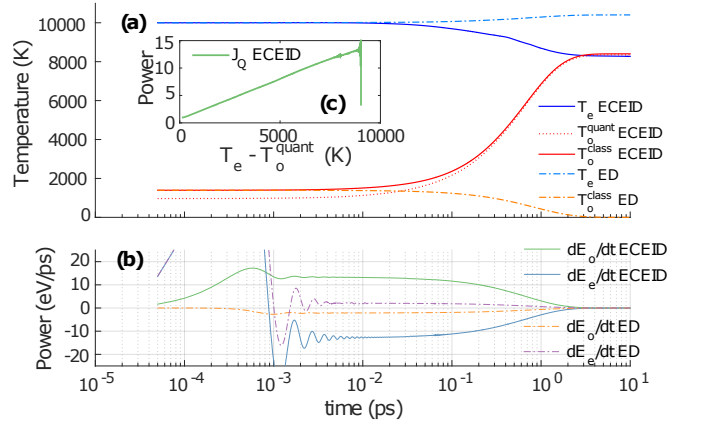 (a)
10000
8000
6000
4000
2000
0
Temperature (K)
15
10
5
0
Power
J_Q ECEID
(c)
0
5000
10000
T_e - T_o^quant (K)
T_e ECEID
T_o^quant ECEID
T_o^class ECEID
T_e ED
T_o^class ED
(b)
20
10
0
-10
-20
Power (eV/ps)
dE_o/dt ECEID
dE_e/dt ECEID
dE_o/dt ED
dE_e/dt ED
10^-5
10^-4
10^-3
10^-2
10^-1
10^0
10^1
time (ps)